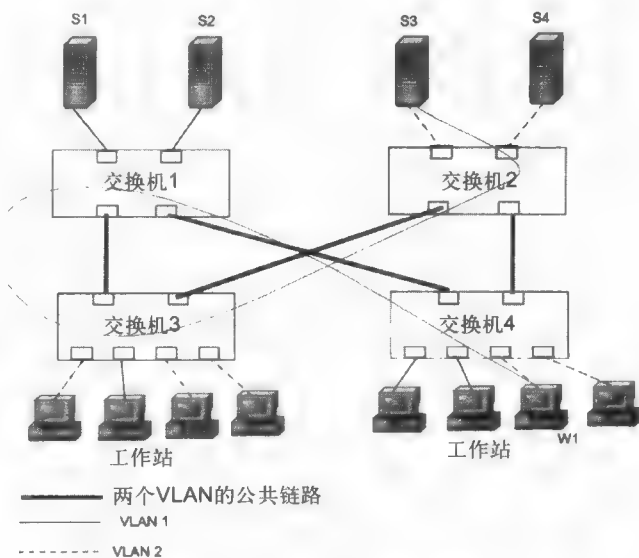 S1
S2
S3
S4
交换机1
交换机2
交换机3
交换机4
W1
工作站
工作站
两个VLAN的公共链路
VLAN 1
VLAN 2